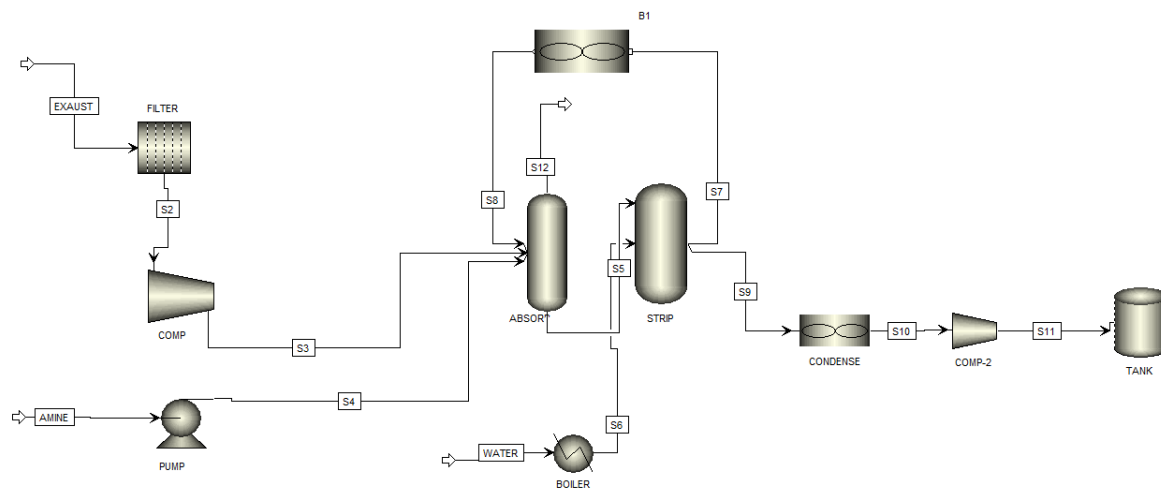 B1
EXAUST
FILTER
S12
S2
S8
S7
S5
S9
COMP
ABSOR
STRIP
S3
S10
S11
CONDENSE
COMP-2
TANK
S4
AMINE
S6
PUMP
WATER
BOILER